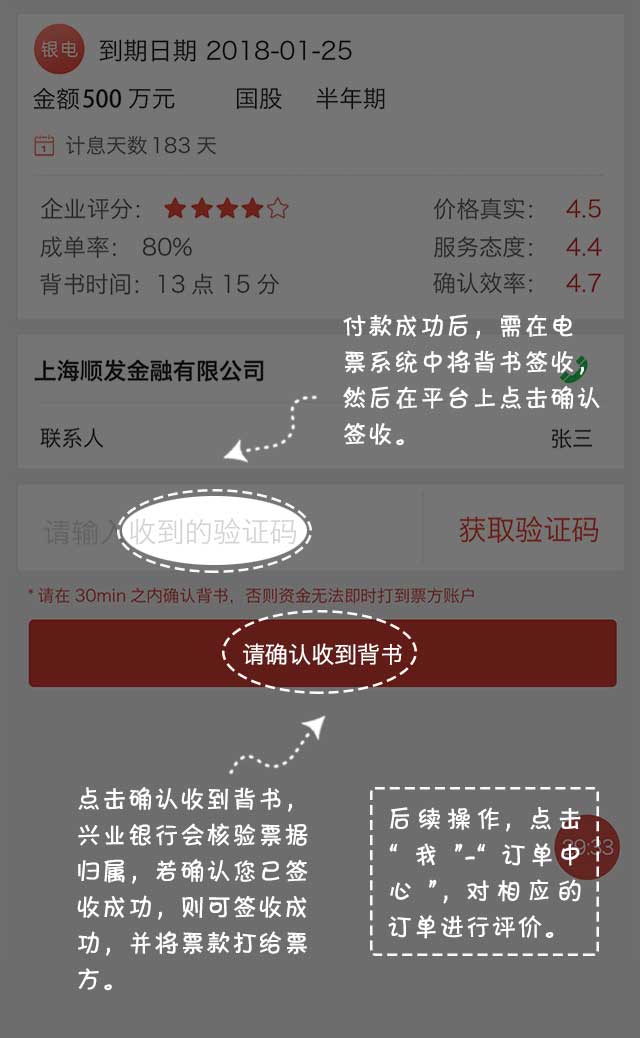 银电 到期日期 2018-01-25
金额500 万元 国股 半年期
1 计息天数183 天
企业评分： 价格真实： 4.5
成单率： 80% 服务态度： 4.4
背书时间：13 点 15 分 确认效率： 4.7
付款成功后，需在电
票系统中将背书签收，
然后在平台上点击确认
签收。
上海顺发金融有限公司
联系人 张三
请输入收到的验证码 获取验证码
* 请在 30min 之内确认背书，否则资金无法即时打到票方账户
请确认收到背书
点击确认收到背书，
兴业银行会核验票据
归属，若确认您已签
收成功，则可签收成
功，并将票款打给票
方。
后续操作，点击
“ 我 ”-“ 订单中
心 ”，对相应的
订单进行评价。